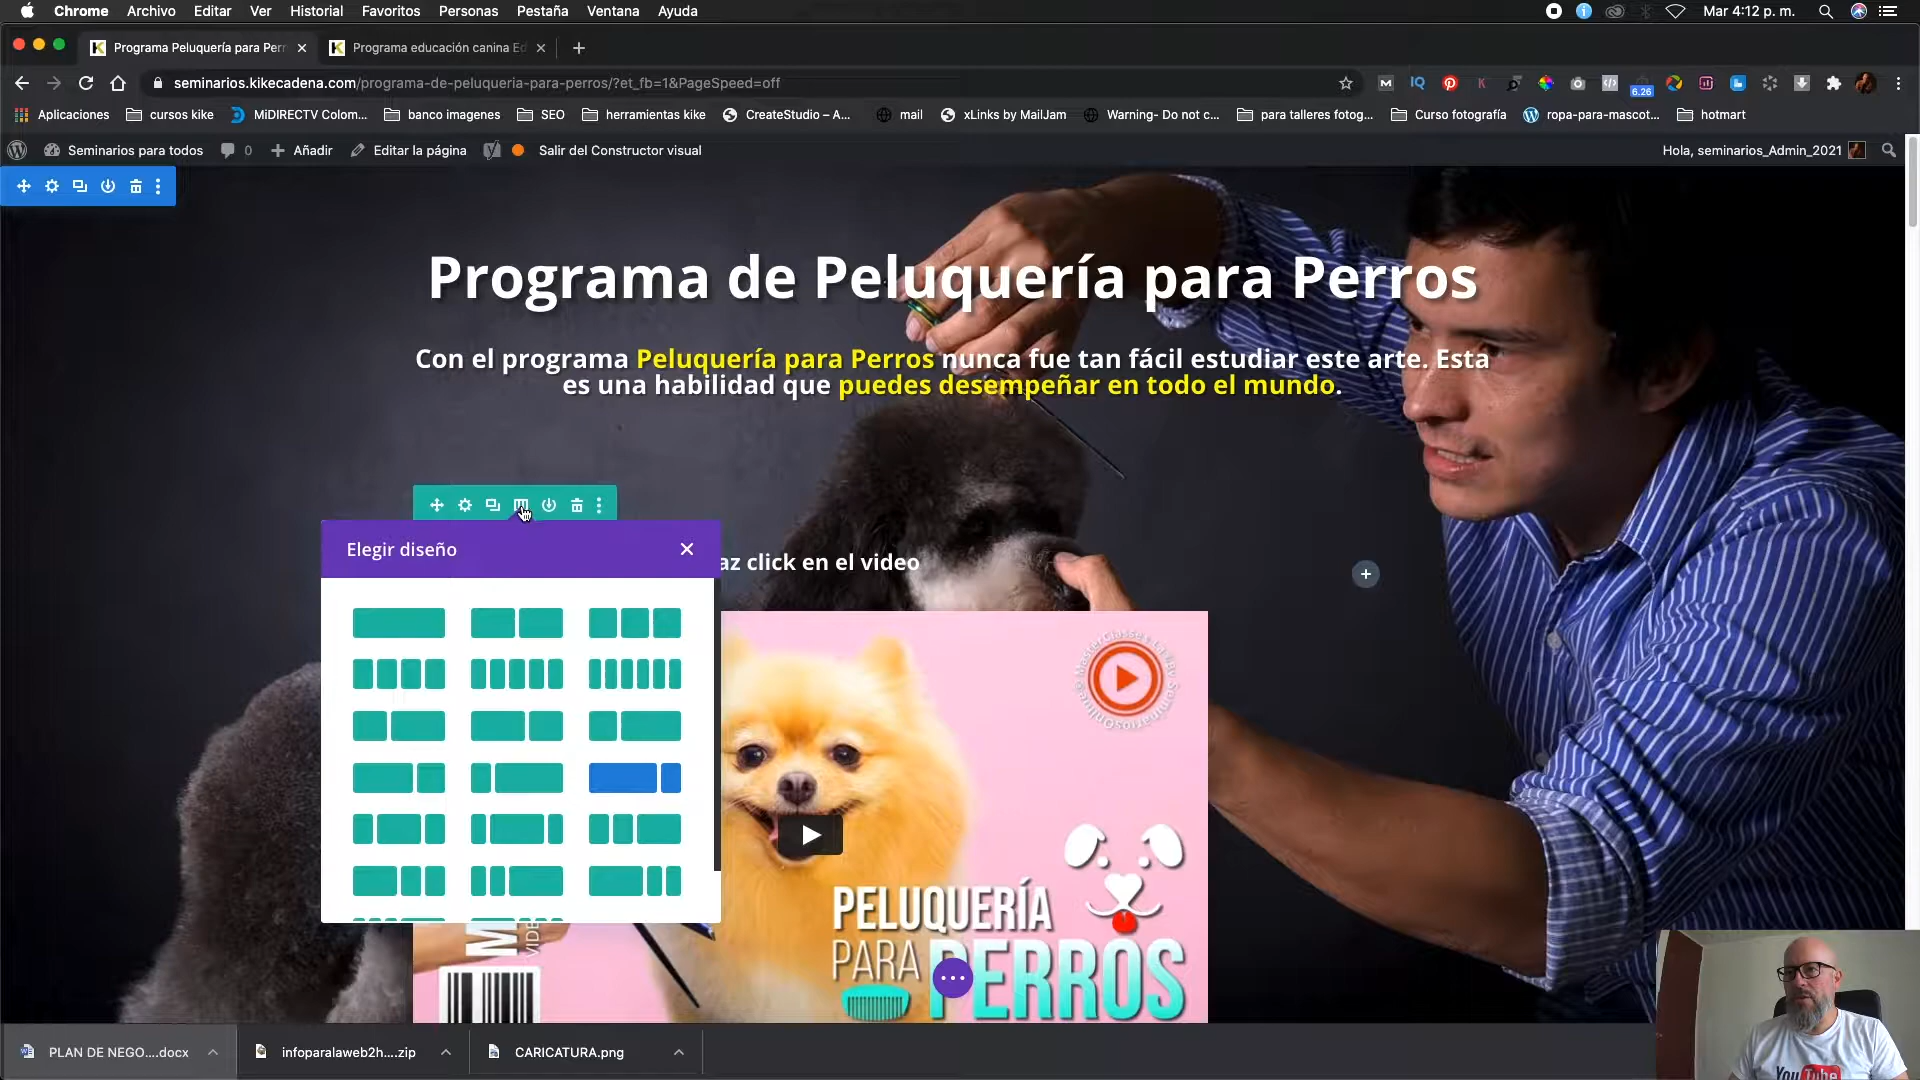 Chrome Archivo Editar Ver Historial Favoritos Personas Pestaña Ventana Ayuda Mar 4:12 p. m.
Programa Peluquería para Perr
Programa educación canina Ed
seminarios.kikecadena.com/programa-de-peluqueria-para-perros/?et_fb=1&PageSpeed=off
6.26
Aplicaciones cursos kike MiDIRECTV Colom... banco imagenes SEO herramientas kike CreateStudio – A... mail xLinks by MailJam Warning- Do not c... para talleres fotog... Curso fotografía ropa-para-mascot... hotmart
Seminarios para todos 0 Añadir Editar la página Salir del Constructor visual Hola, seminarios_Admin_2021
Programa de Peluquería para Perros
Con el programa Peluquería para Perros nunca fue tan fácil estudiar este arte. Esta
es una habilidad que puedes desempeñar en todo el mundo.
Elegir diseño
az click en el video
PELUQUERÍA
PARA PERROS
VIDE
PLAN DE NEGO....docx
infoparalaweb2h....zip
CARICATURA.png
YouTube